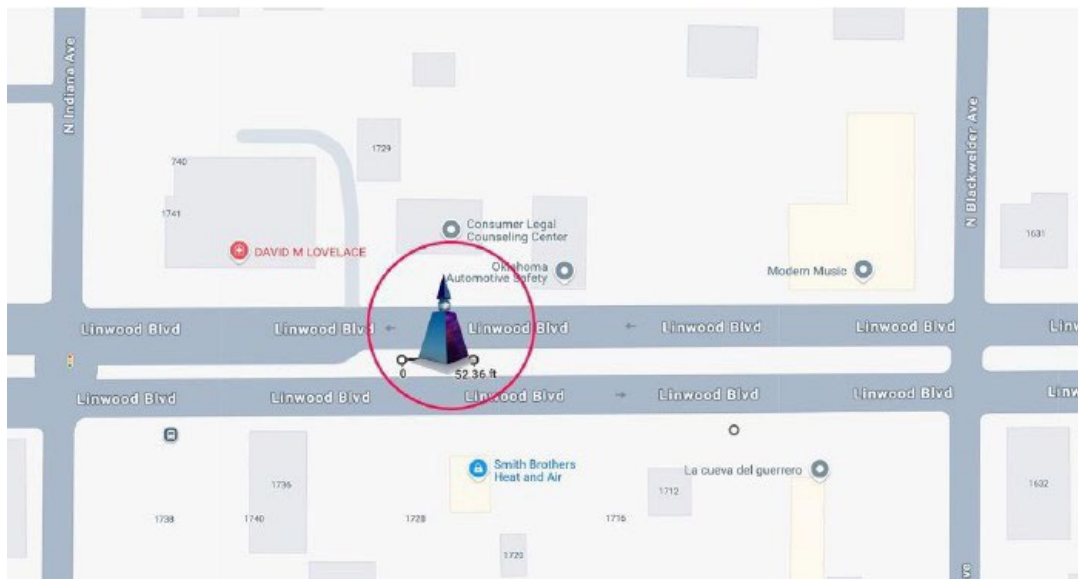 N Indiana Ave
N Blackwelder Ave
1729
740
1741
DAVID M LOVELACE
Consumer Legal
Counseling Center
Oklahoma
Automotive Safety
Modern Music
1631
Linwood Blvd
Linwood Blvd
Linwood Blvd
Linwood Blvd
Linwood Blvd
Linw
0
52.36 ft
Linwood Blvd
Linwood Blvd
Linwood Blvd
Linwood Blvd
Linwood Blvd
Linw
Smith Brothers
Heat and Air
La cueva del guerrero
1736
1712
1632
1738
1740
1728
1716
ve